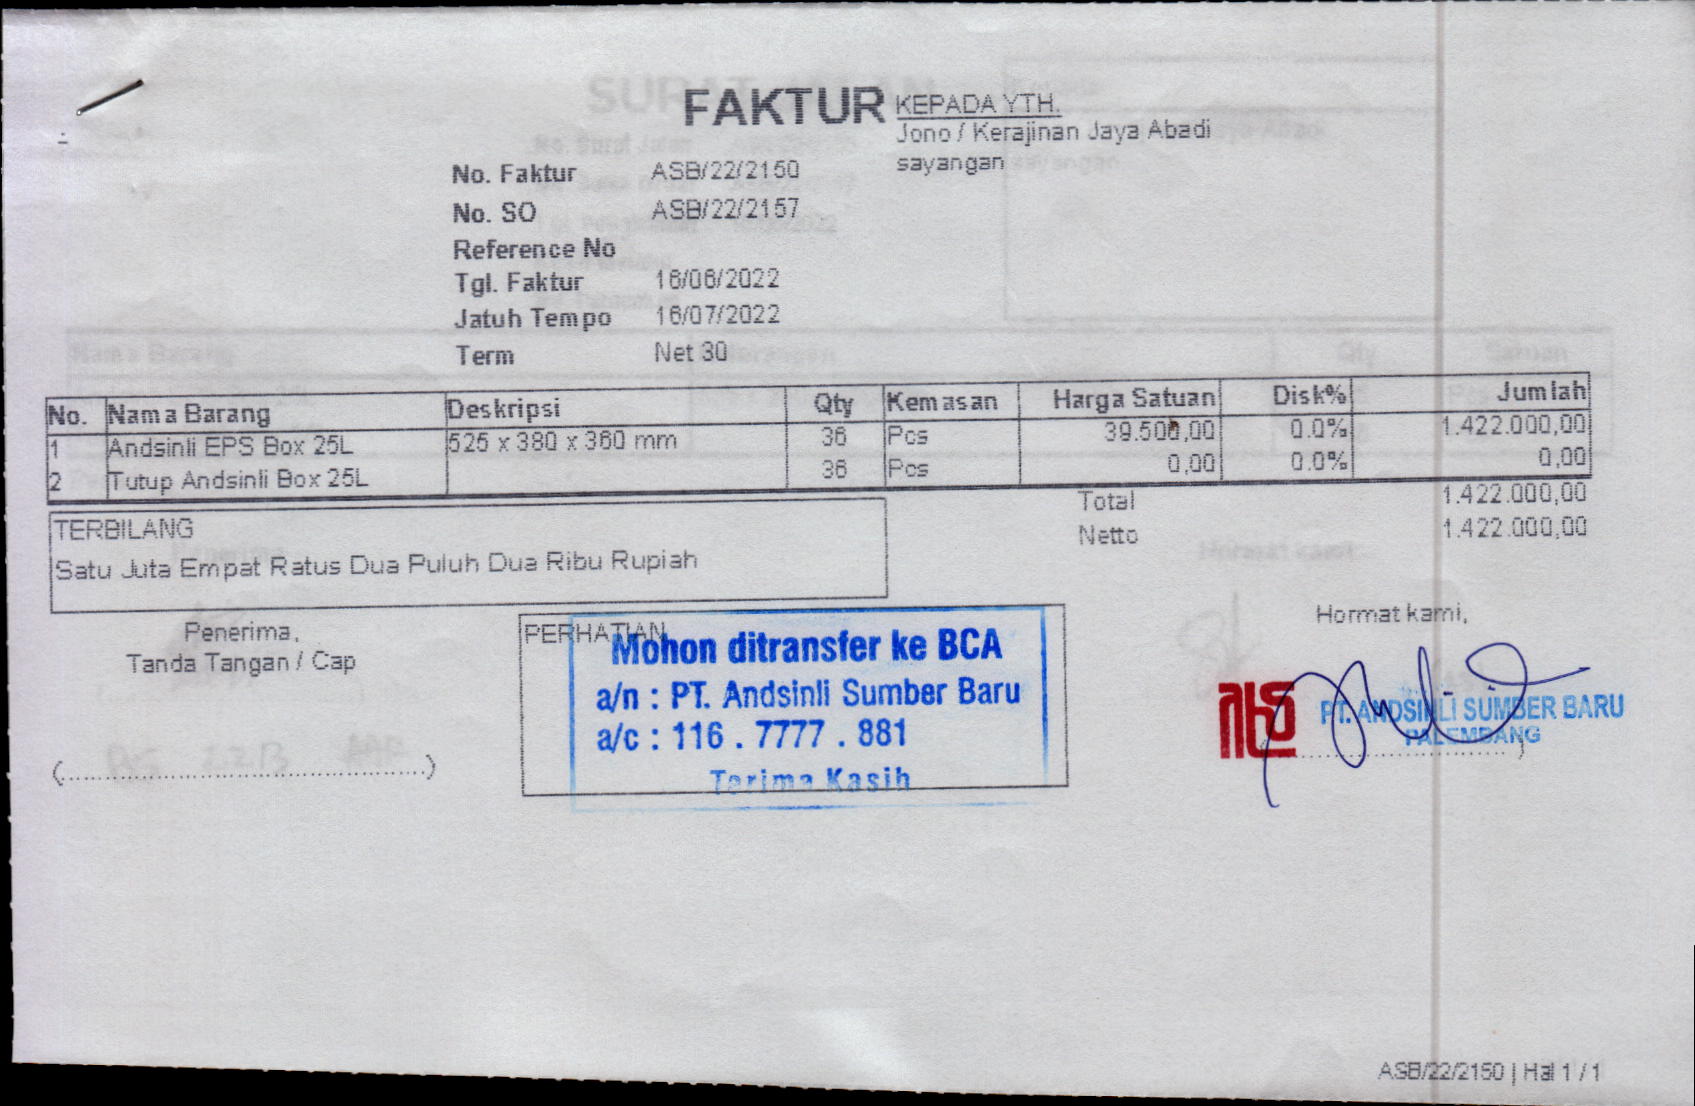 FAKTUR
KEPADA YTH.
Jono / Kerajinan Jaya Abadi
sayangan
No. Faktur ASB/22/2150
No. SO ASB/22/2157
Reference No
Tgl. Faktur 16/06/2022
Jatuh Tempo 16/07/2022
Term Net 30
No. Nama Barang Deskripsi Qty Kemasan Harga Satuan Disk% Jumlah
1 Andsinli EPS Box 25L 525 x 380 x 360 mm 36 Pcs 39.500,00 0.0% 1.422.000,00
2 Tutup Andsinli Box 25L 36 Pcs 0,00 0.0% 0,00
Total 1.422.000,00
Netto 1.422.000,00
TERBILANG
Satu Juta Empat Ratus Dua Puluh Dua Ribu Rupiah
Penerima,
Tanda Tangan / Cap
(........................................................)
PERHATIAN
Mohon ditransfer ke BCA
a/n : PT. Andsinli Sumber Baru
a/c : 116 . 7777 . 881
Terima Kasih
Hormat kami,
PT. ANDSINLI SUMBER BARU
PALEMBANG
ASB/22/2150 | Hal 1 / 1